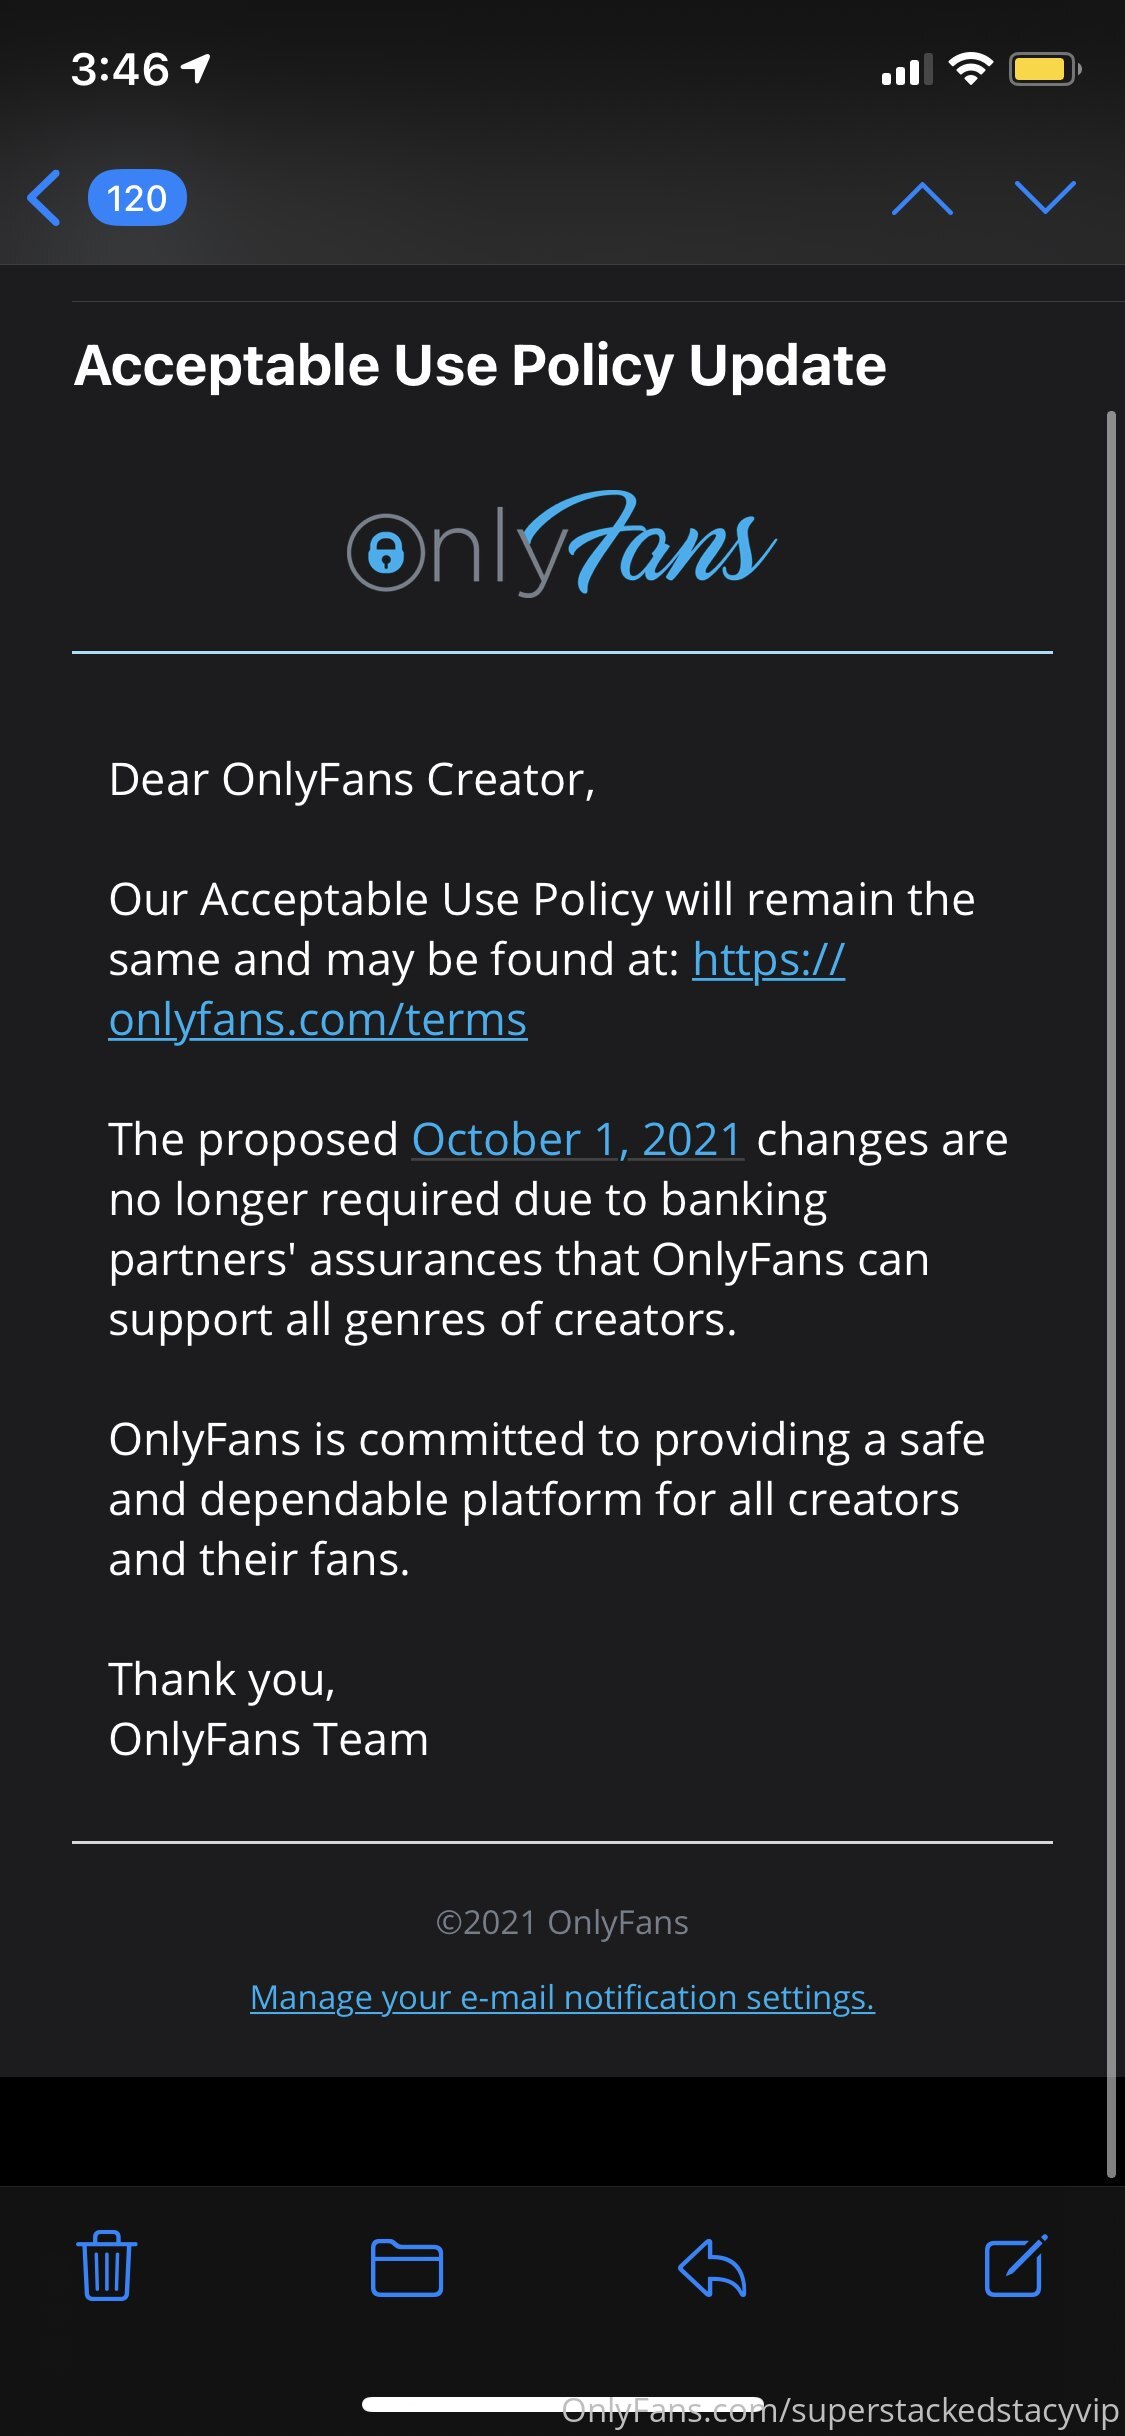 3:46
120
Acceptable Use Policy Update
OnlyFans
Dear OnlyFans Creator,
Our Acceptable Use Policy will remain the
same and may be found at: https://
onlyfans.com/terms
The proposed October 1, 2021 changes are
no longer required due to banking
partners' assurances that OnlyFans can
support all genres of creators.
OnlyFans is committed to providing a safe
and dependable platform for all creators
and their fans.
Thank you,
OnlyFans Team
©2021 OnlyFans
Manage your e-mail notification settings.
OnlyFans.com/superstackedstacyvip